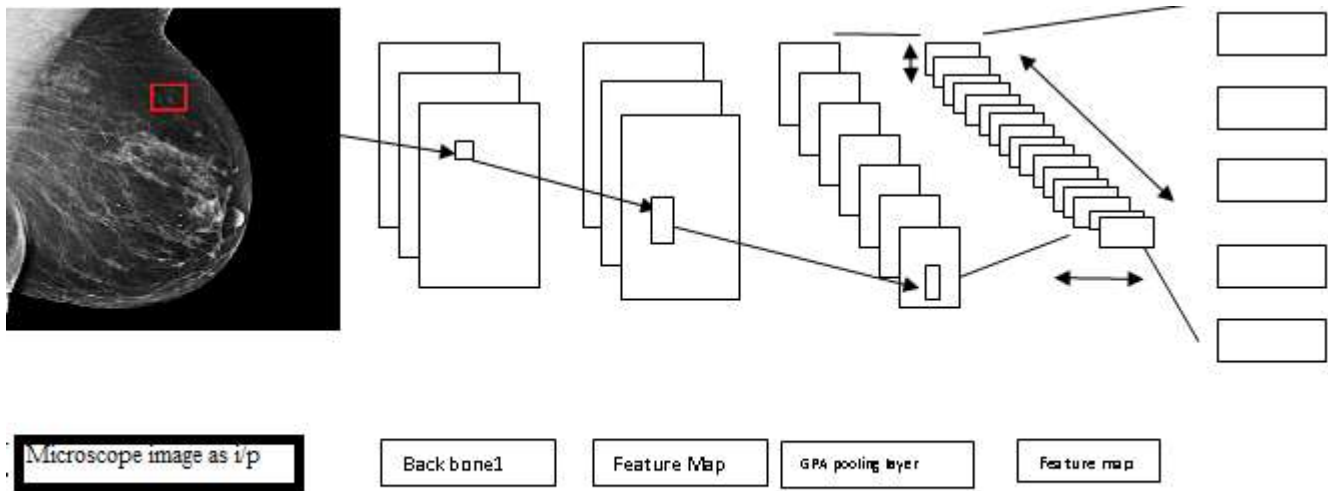 Microscope image as i/p
Back bone1
Feature Map
GPA pooling layer
Feature map